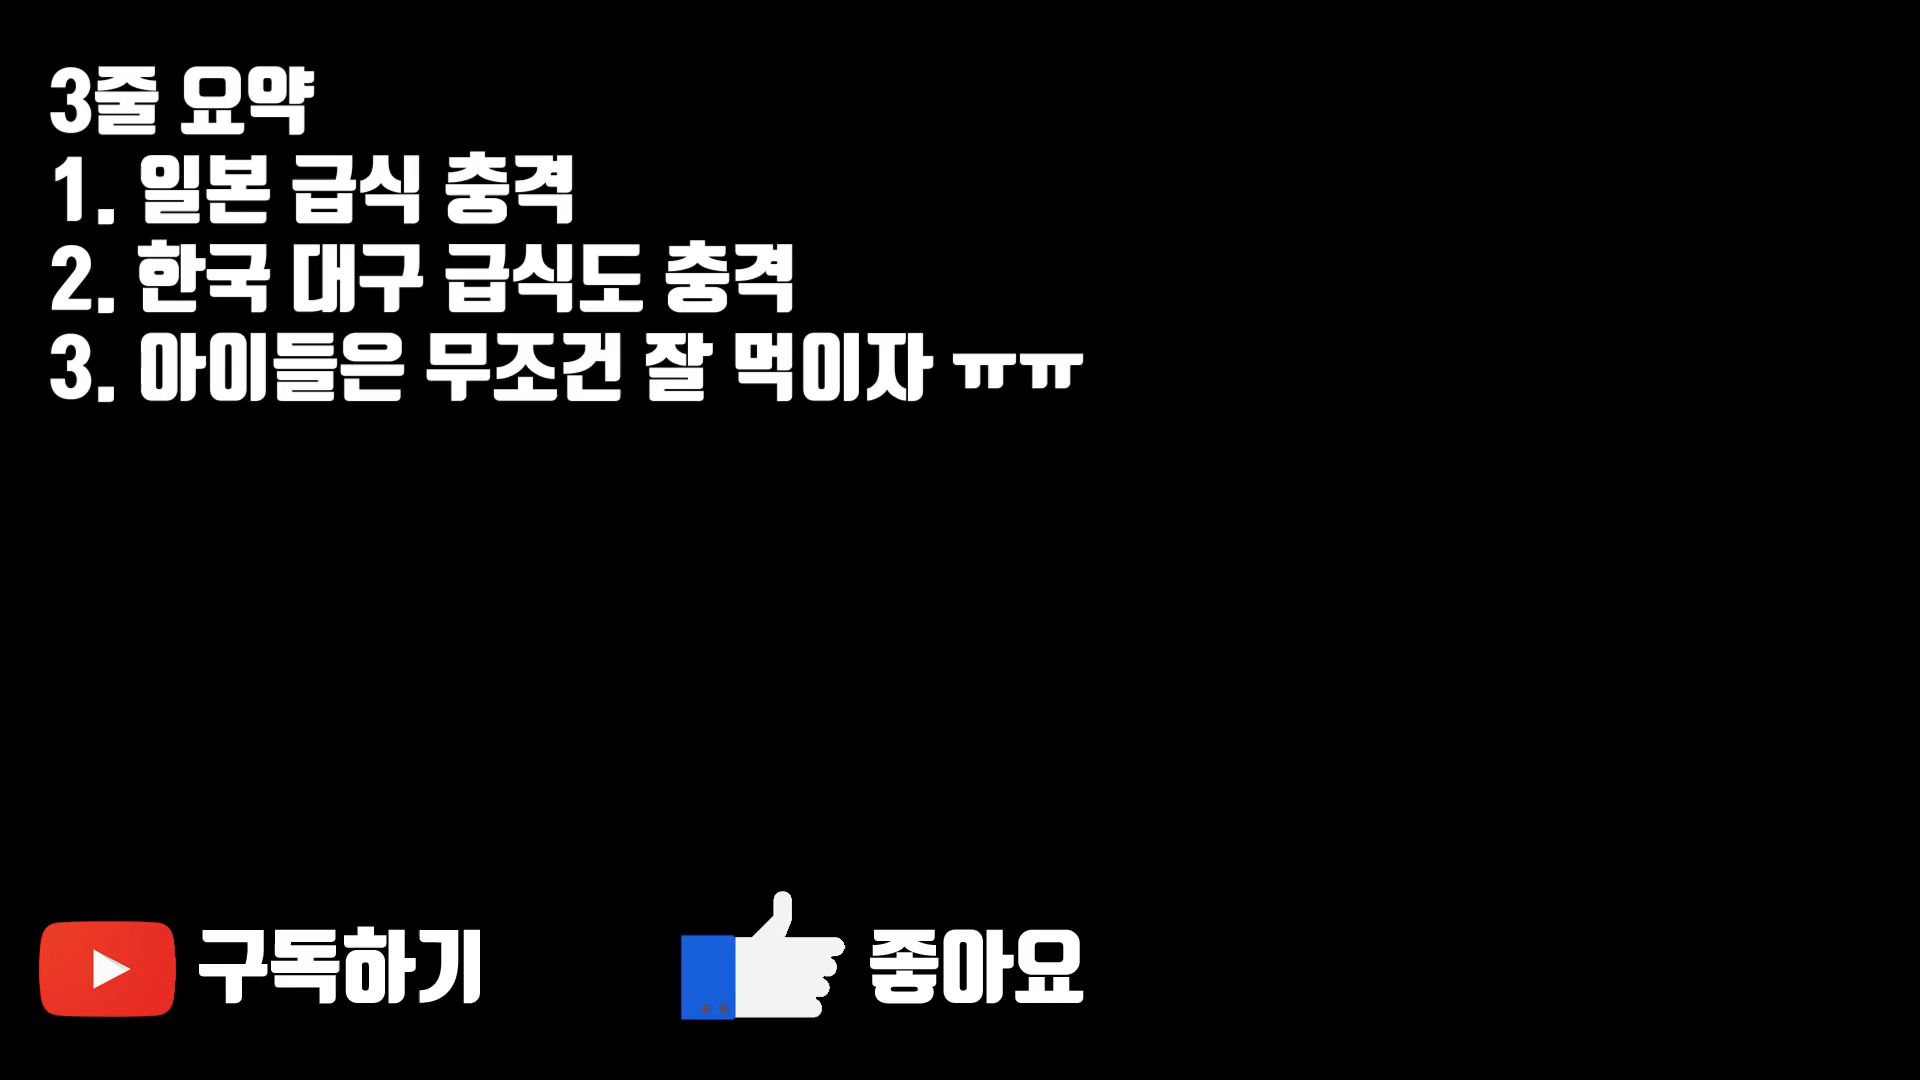 3줄 요약
1. 일본 급식 충격
2. 한국 대구 급식도 충격
3. 아이들은 무조건 잘 먹이자 ㅠㅠ
구독하기
좋아요